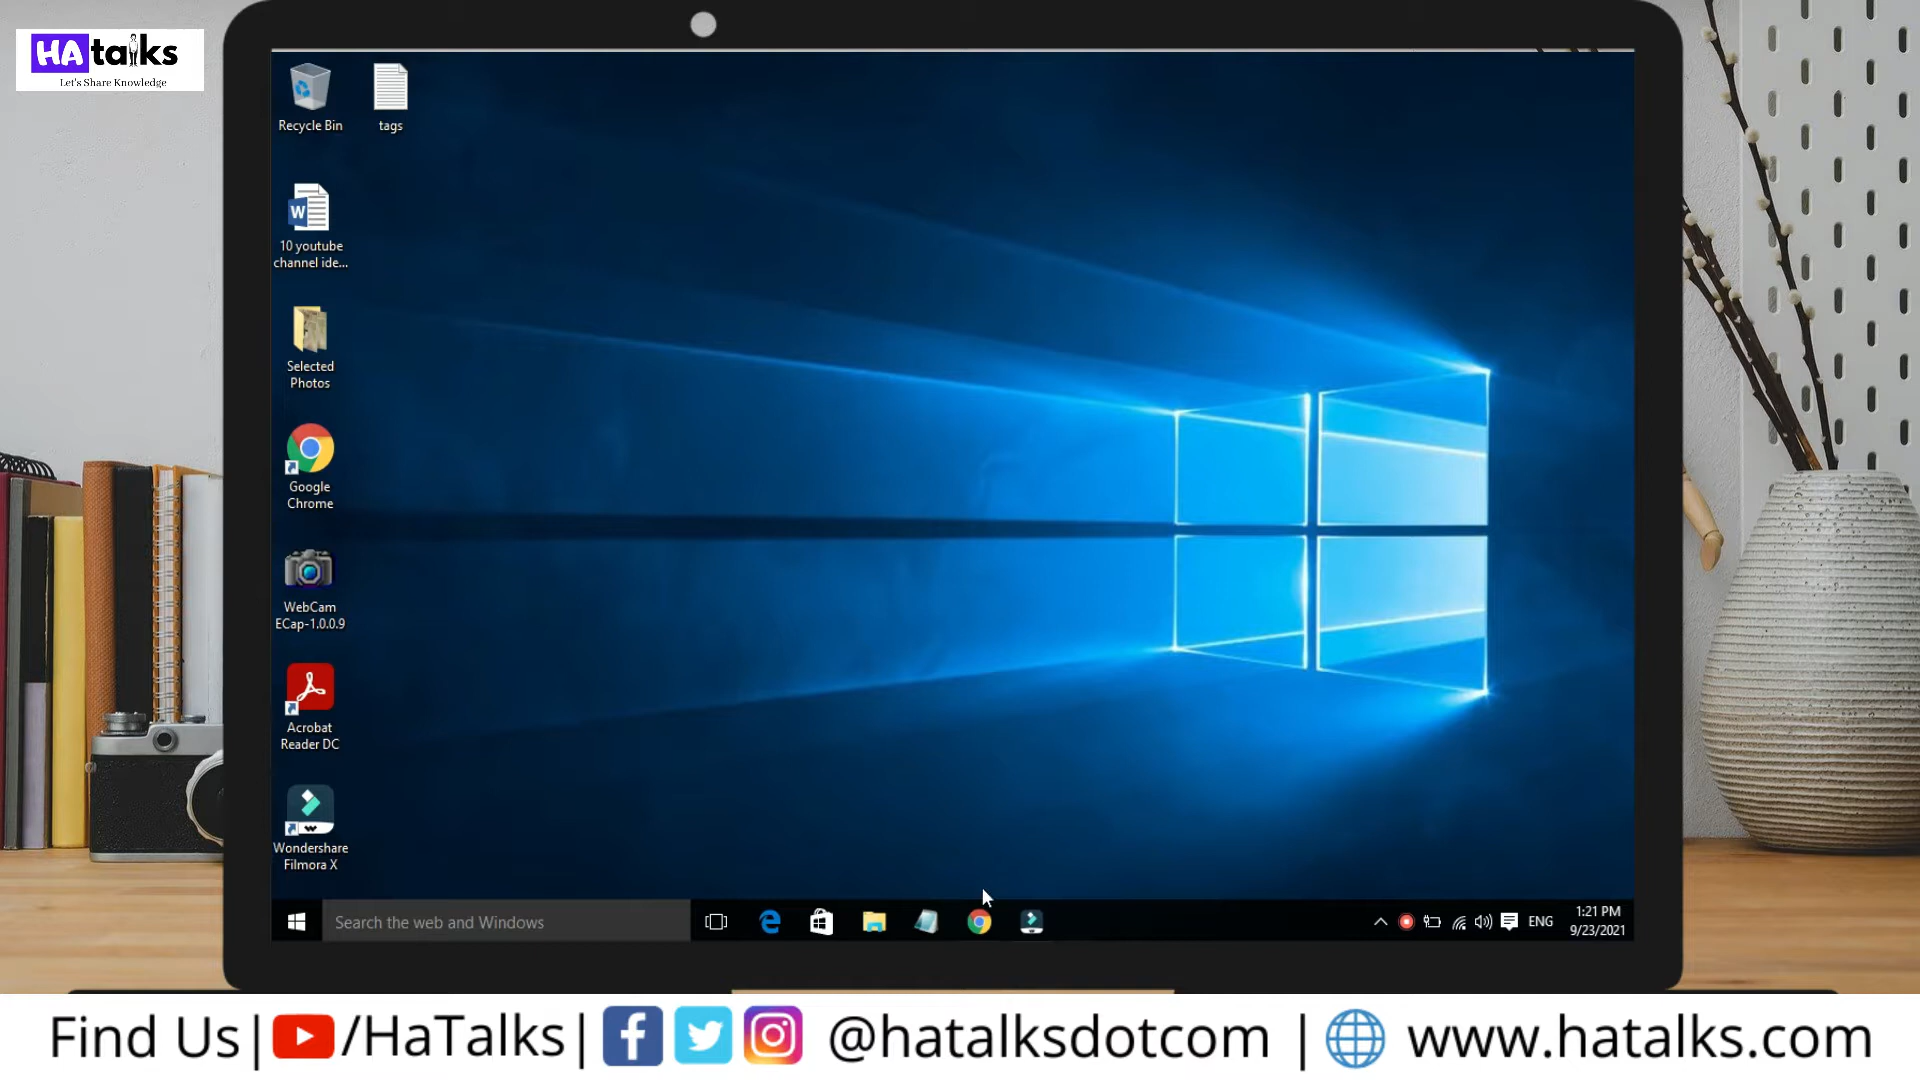 HAtalks
Let's Share Knowledge
Recycle Bin
tags
W
10 youtube
channel ide...
Selected
Photos
Google
Chrome
WebCam
ECap-1.0.0.9
Acrobat
Reader DC
Wondershare
Filmora X
Search the web and Windows
ENG
1:21 PM
9/23/2021
Find Us| /HaTalks| @hatalksdotcom | www.hatalks.com